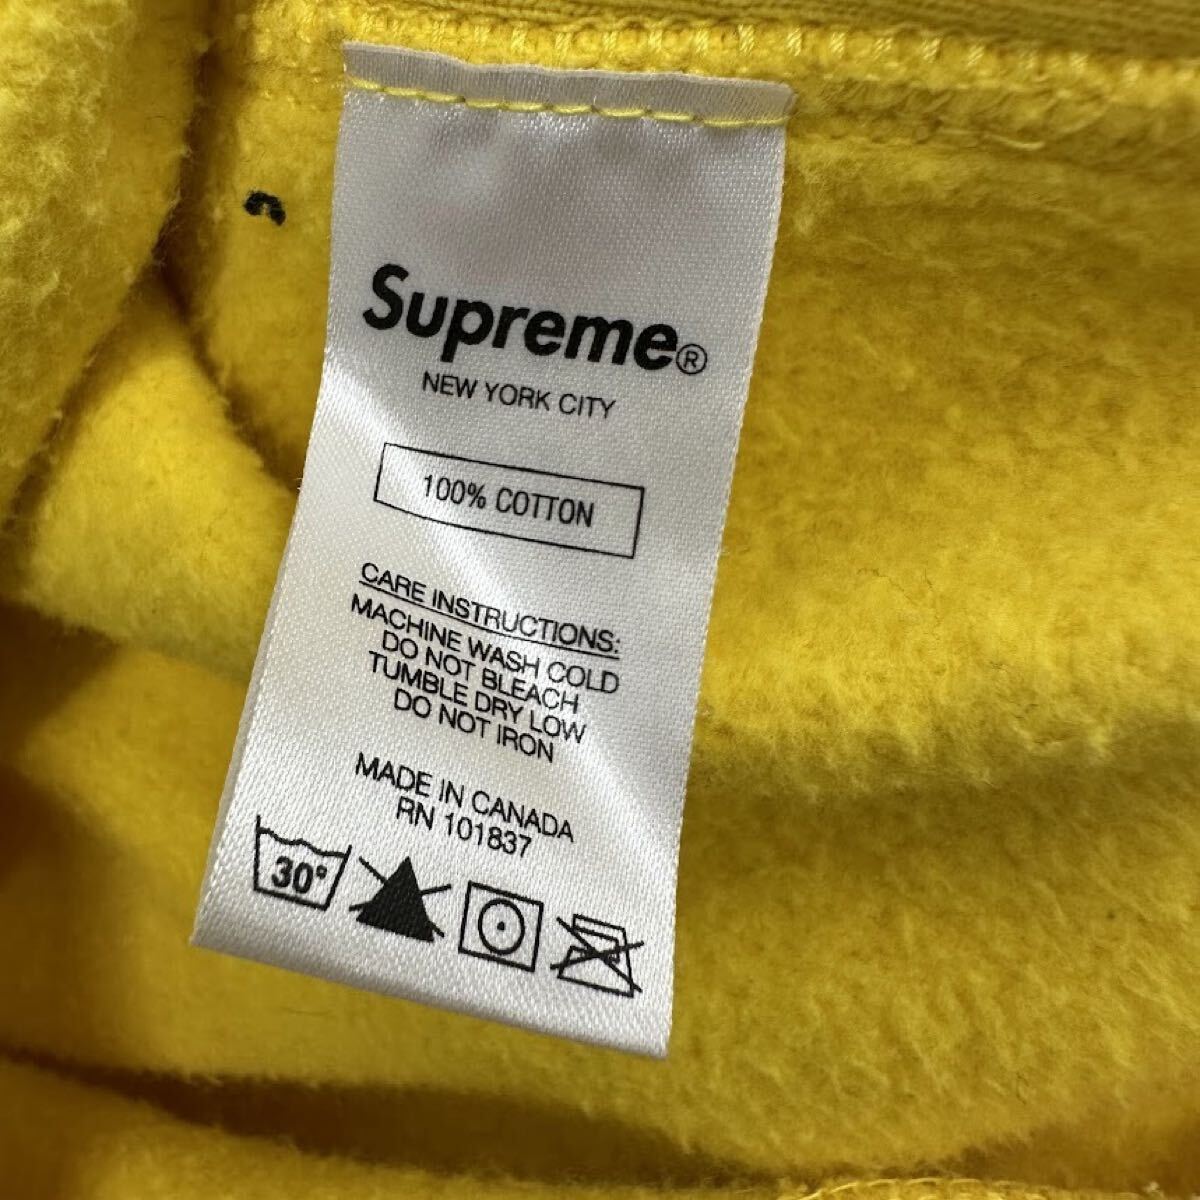 Supreme®
NEW YORK CITY
100% COTTON
CARE INSTRUCTIONS:
MACHINE WASH COLD
DO NOT BLEACH
TUMBLE DRY LOW
DO NOT IRON
MADE IN CANADA
RN 101837
30°